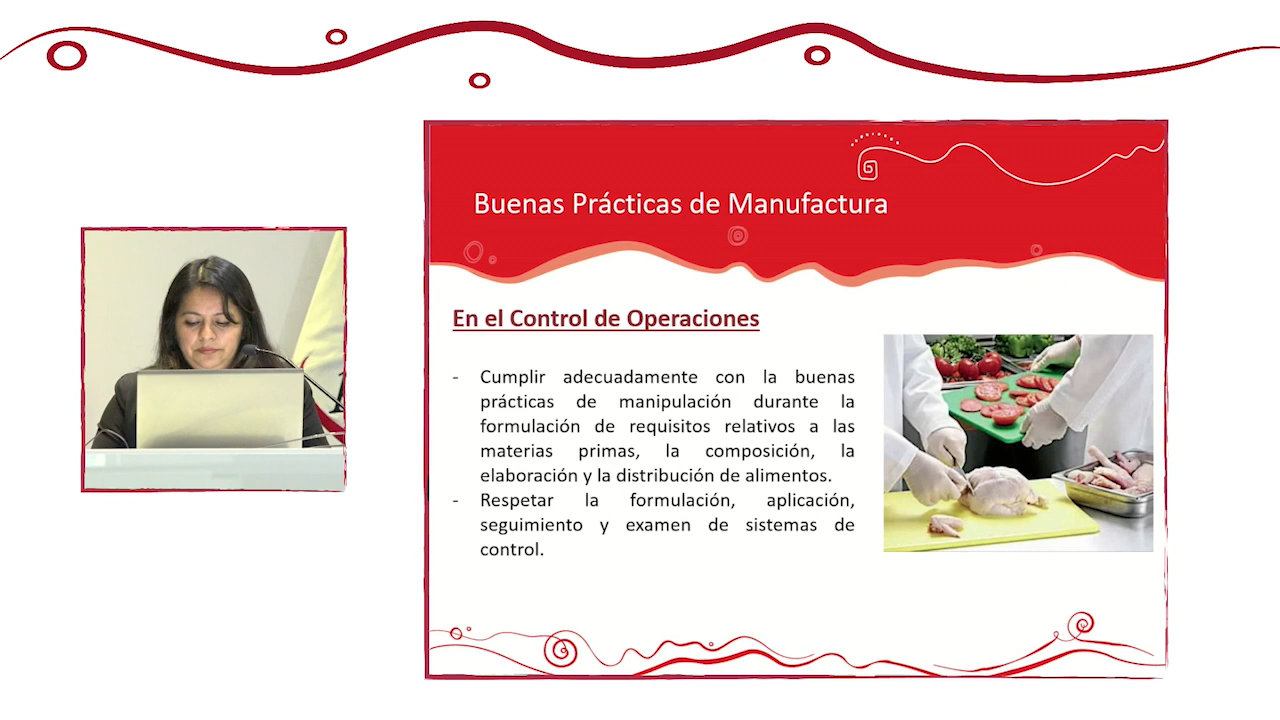 Buenas Prácticas de Manufactura
En el Control de Operaciones
- Cumplir adecuadamente con la buenas
prácticas de manipulación durante la
formulación de requisitos relativos a las
materias primas, la composición, la
elaboración y la distribución de alimentos.
- Respetar la formulación, aplicación,
seguimiento y examen de sistemas de
control.